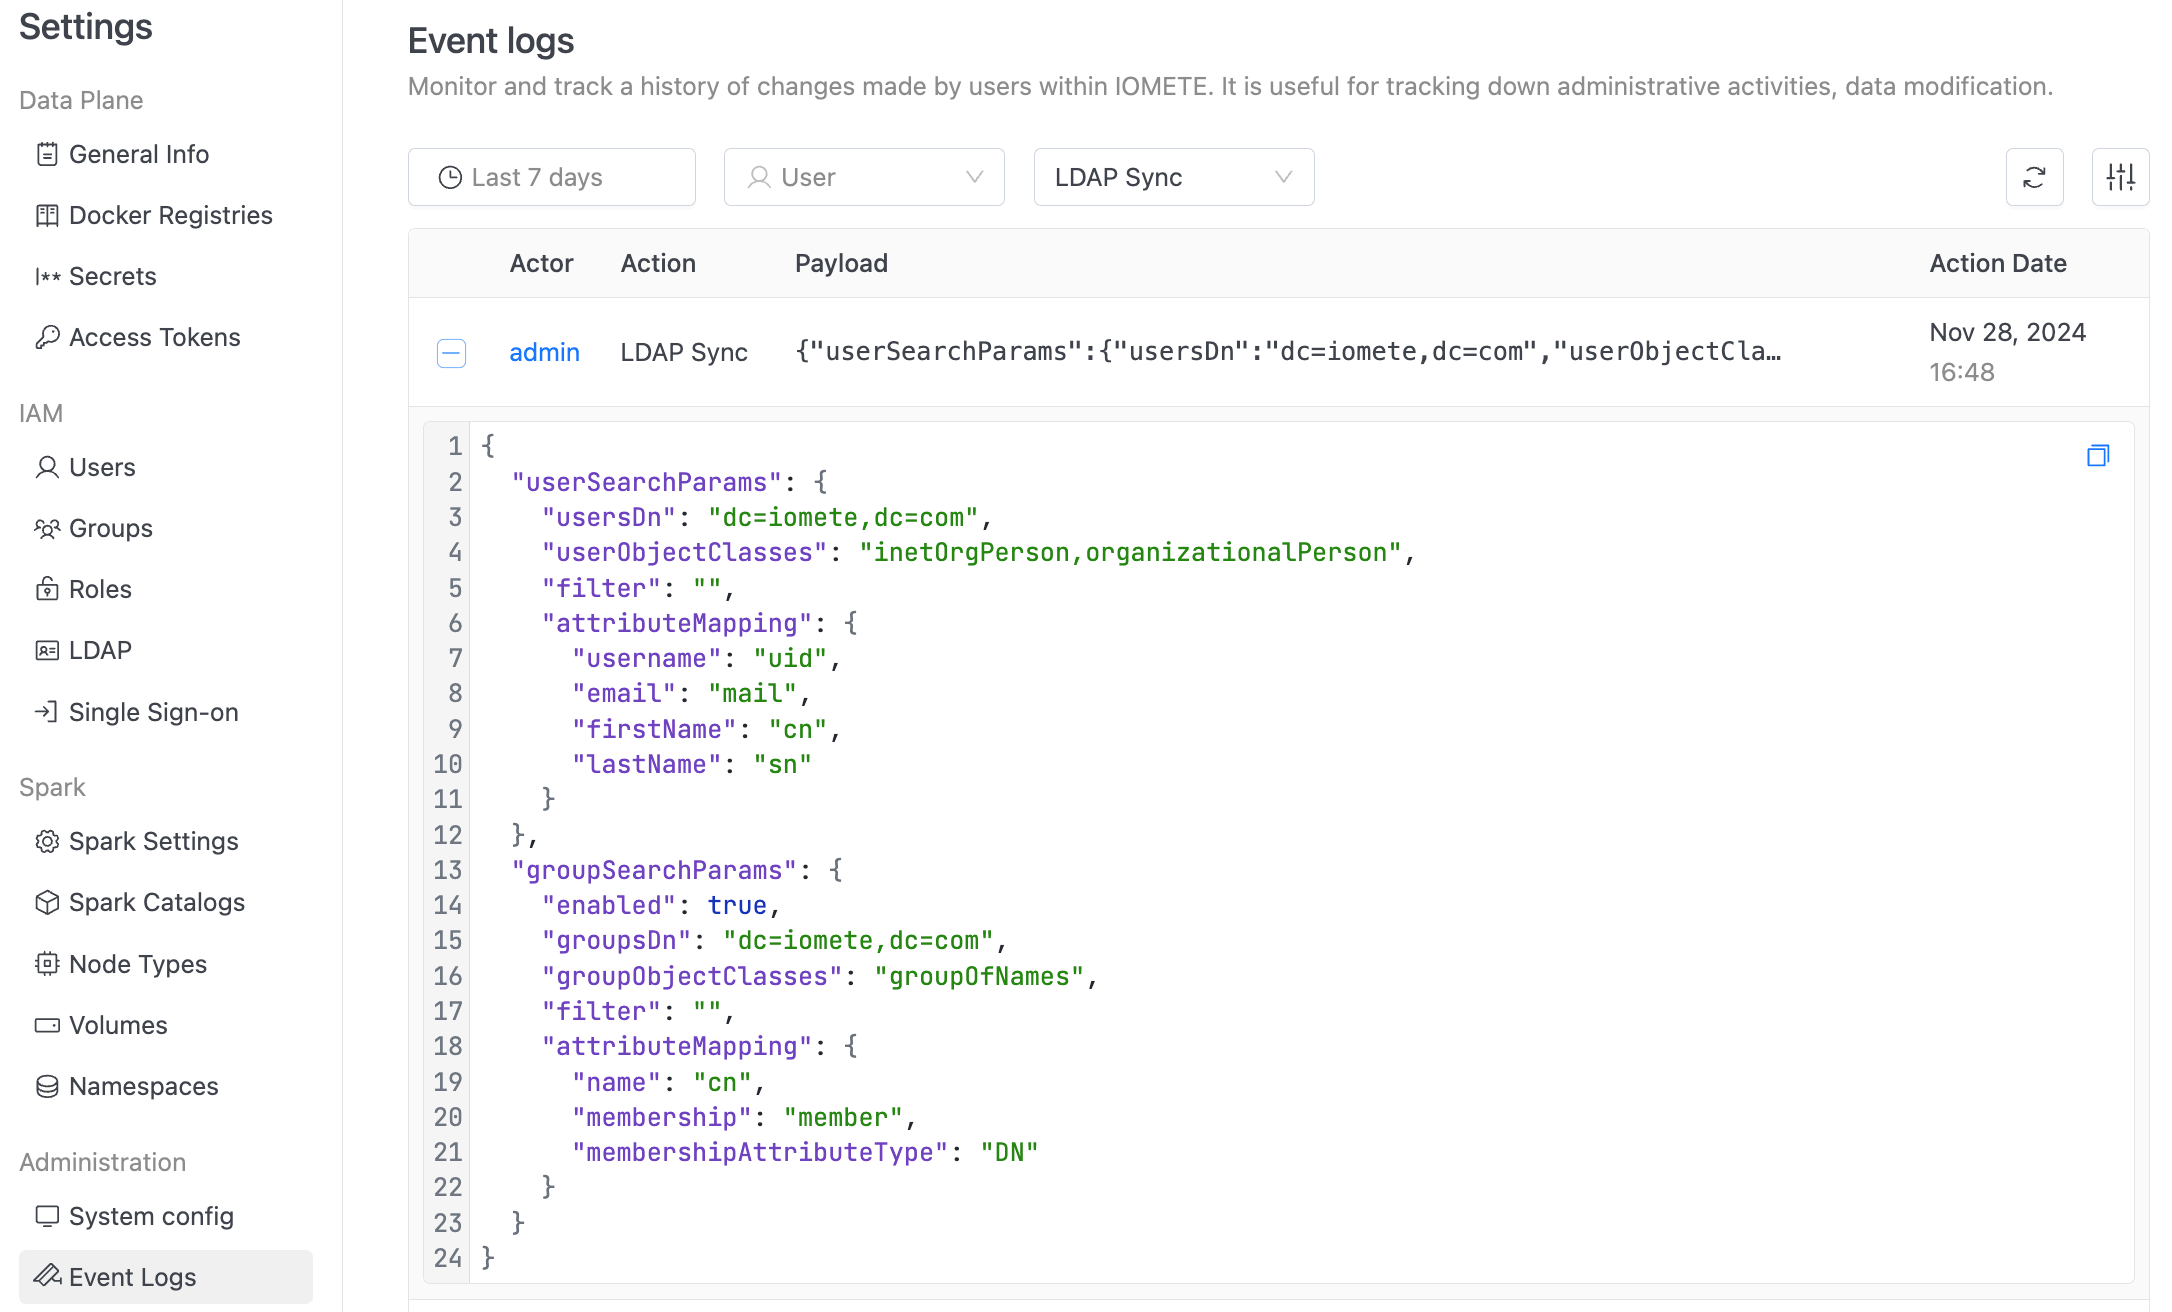 Settings
Data Plane
General Info
Docker Registries
Secrets
Access Tokens
IAM
Users
Groups
Roles
LDAP
Single Sign-on
Spark
Spark Settings
Spark Catalogs
Node Types
Volumes
Namespaces
Administration
System config
Event Logs
Event logs
Monitor and track a history of changes made by users within IOMETE. It is useful for tracking down administrative activities, data modification.
Last 7 days
User
LDAP Sync
Actor Action Payload Action Date
admin LDAP Sync {"userSearchParams":{"usersDn":"dc=iomete,dc=com","userObjectCla… Nov 28, 2024
16:48
1 {
2   "userSearchParams": {
3     "usersDn": "dc=iomete,dc=com",
4     "userObjectClasses": "inetOrgPerson,organizationalPerson",
5     "filter": "",
6     "attributeMapping": {
7       "username": "uid",
8       "email": "mail",
9       "firstName": "cn",
10       "lastName": "sn"
11     }
12   },
13   "groupSearchParams": {
14     "enabled": true,
15     "groupsDn": "dc=iomete,dc=com",
16     "groupObjectClasses": "groupOfNames",
17     "filter": "",
18     "attributeMapping": {
19       "name": "cn",
20       "membership": "member",
21       "membershipAttributeType": "DN"
22     }
23   }
24 }